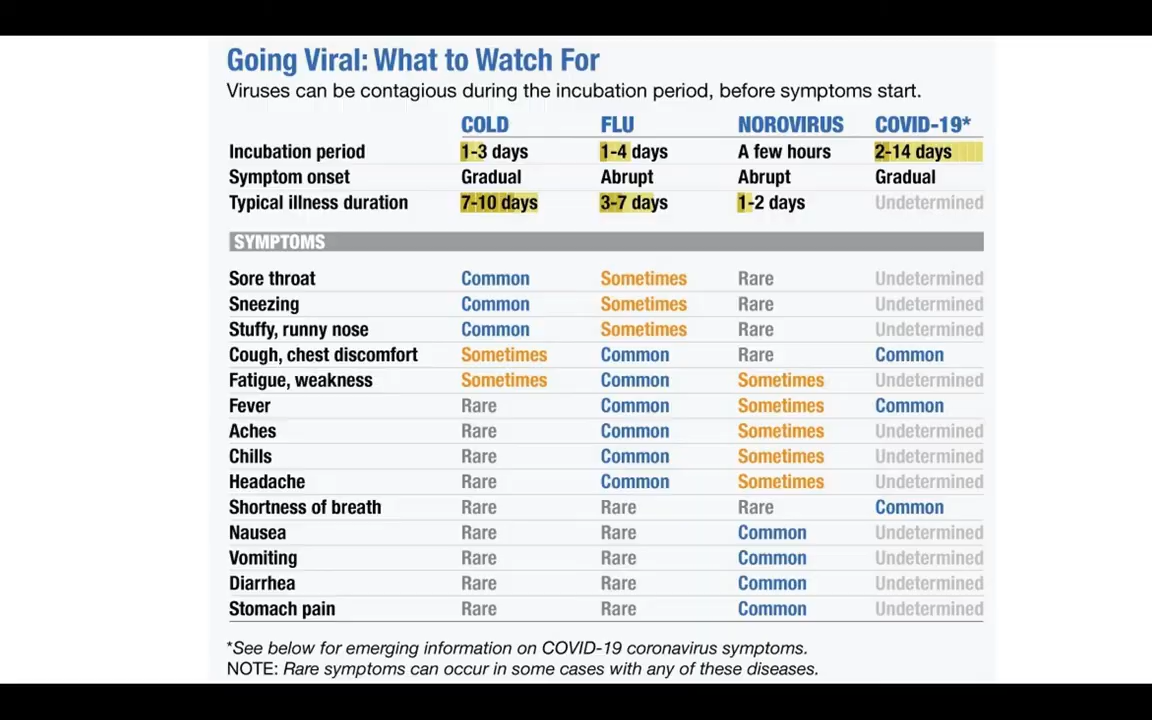 Going Viral: What to Watch For
Viruses can be contagious during the incubation period, before symptoms start.
COLD FLU NOROVIRUS COVID-19*
Incubation period 1-3 days 1-4 days A few hours 2-14 days
Symptom onset Gradual Abrupt Abrupt Gradual
Typical illness duration 7-10 days 3-7 days 1-2 days Undetermined
SYMPTOMS
Sore throat Common Sometimes Rare Undetermined
Sneezing Common Sometimes Rare Undetermined
Stuffy, runny nose Common Sometimes Rare Undetermined
Cough, chest discomfort Sometimes Common Rare Common
Fatigue, weakness Sometimes Common Sometimes Undetermined
Fever Rare Common Sometimes Common
Aches Rare Common Sometimes Undetermined
Chills Rare Common Sometimes Undetermined
Headache Rare Common Sometimes Undetermined
Shortness of breath Rare Rare Rare Common
Nausea Rare Rare Common Undetermined
Vomiting Rare Rare Common Undetermined
Diarrhea Rare Rare Common Undetermined
Stomach pain Rare Rare Common Undetermined
*See below for emerging information on COVID-19 coronavirus symptoms.
NOTE: Rare symptoms can occur in some cases with any of these diseases.